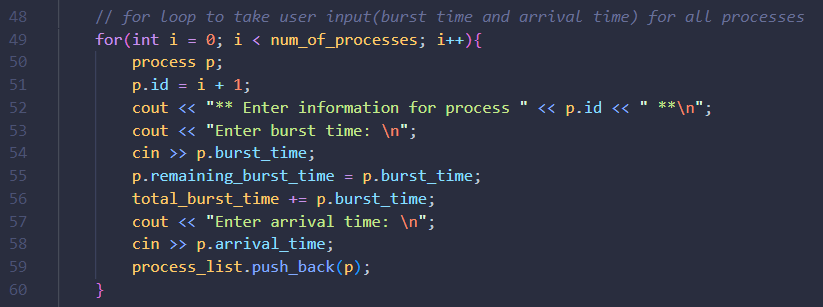 48 // for loop to take user input(burst time and arrival time) for all processes
49 for(int i = 0; i < num_of_processes; i++){
50 process p;
51 p.id = i + 1;
52 cout << "** Enter information for process " << p.id << " **\n";
53 cout << "Enter burst time: \n";
54 cin >> p.burst_time;
55 p.remaining_burst_time = p.burst_time;
56 total_burst_time += p.burst_time;
57 cout << "Enter arrival time: \n";
58 cin >> p.arrival_time;
59 process_list.push_back(p);
60 }